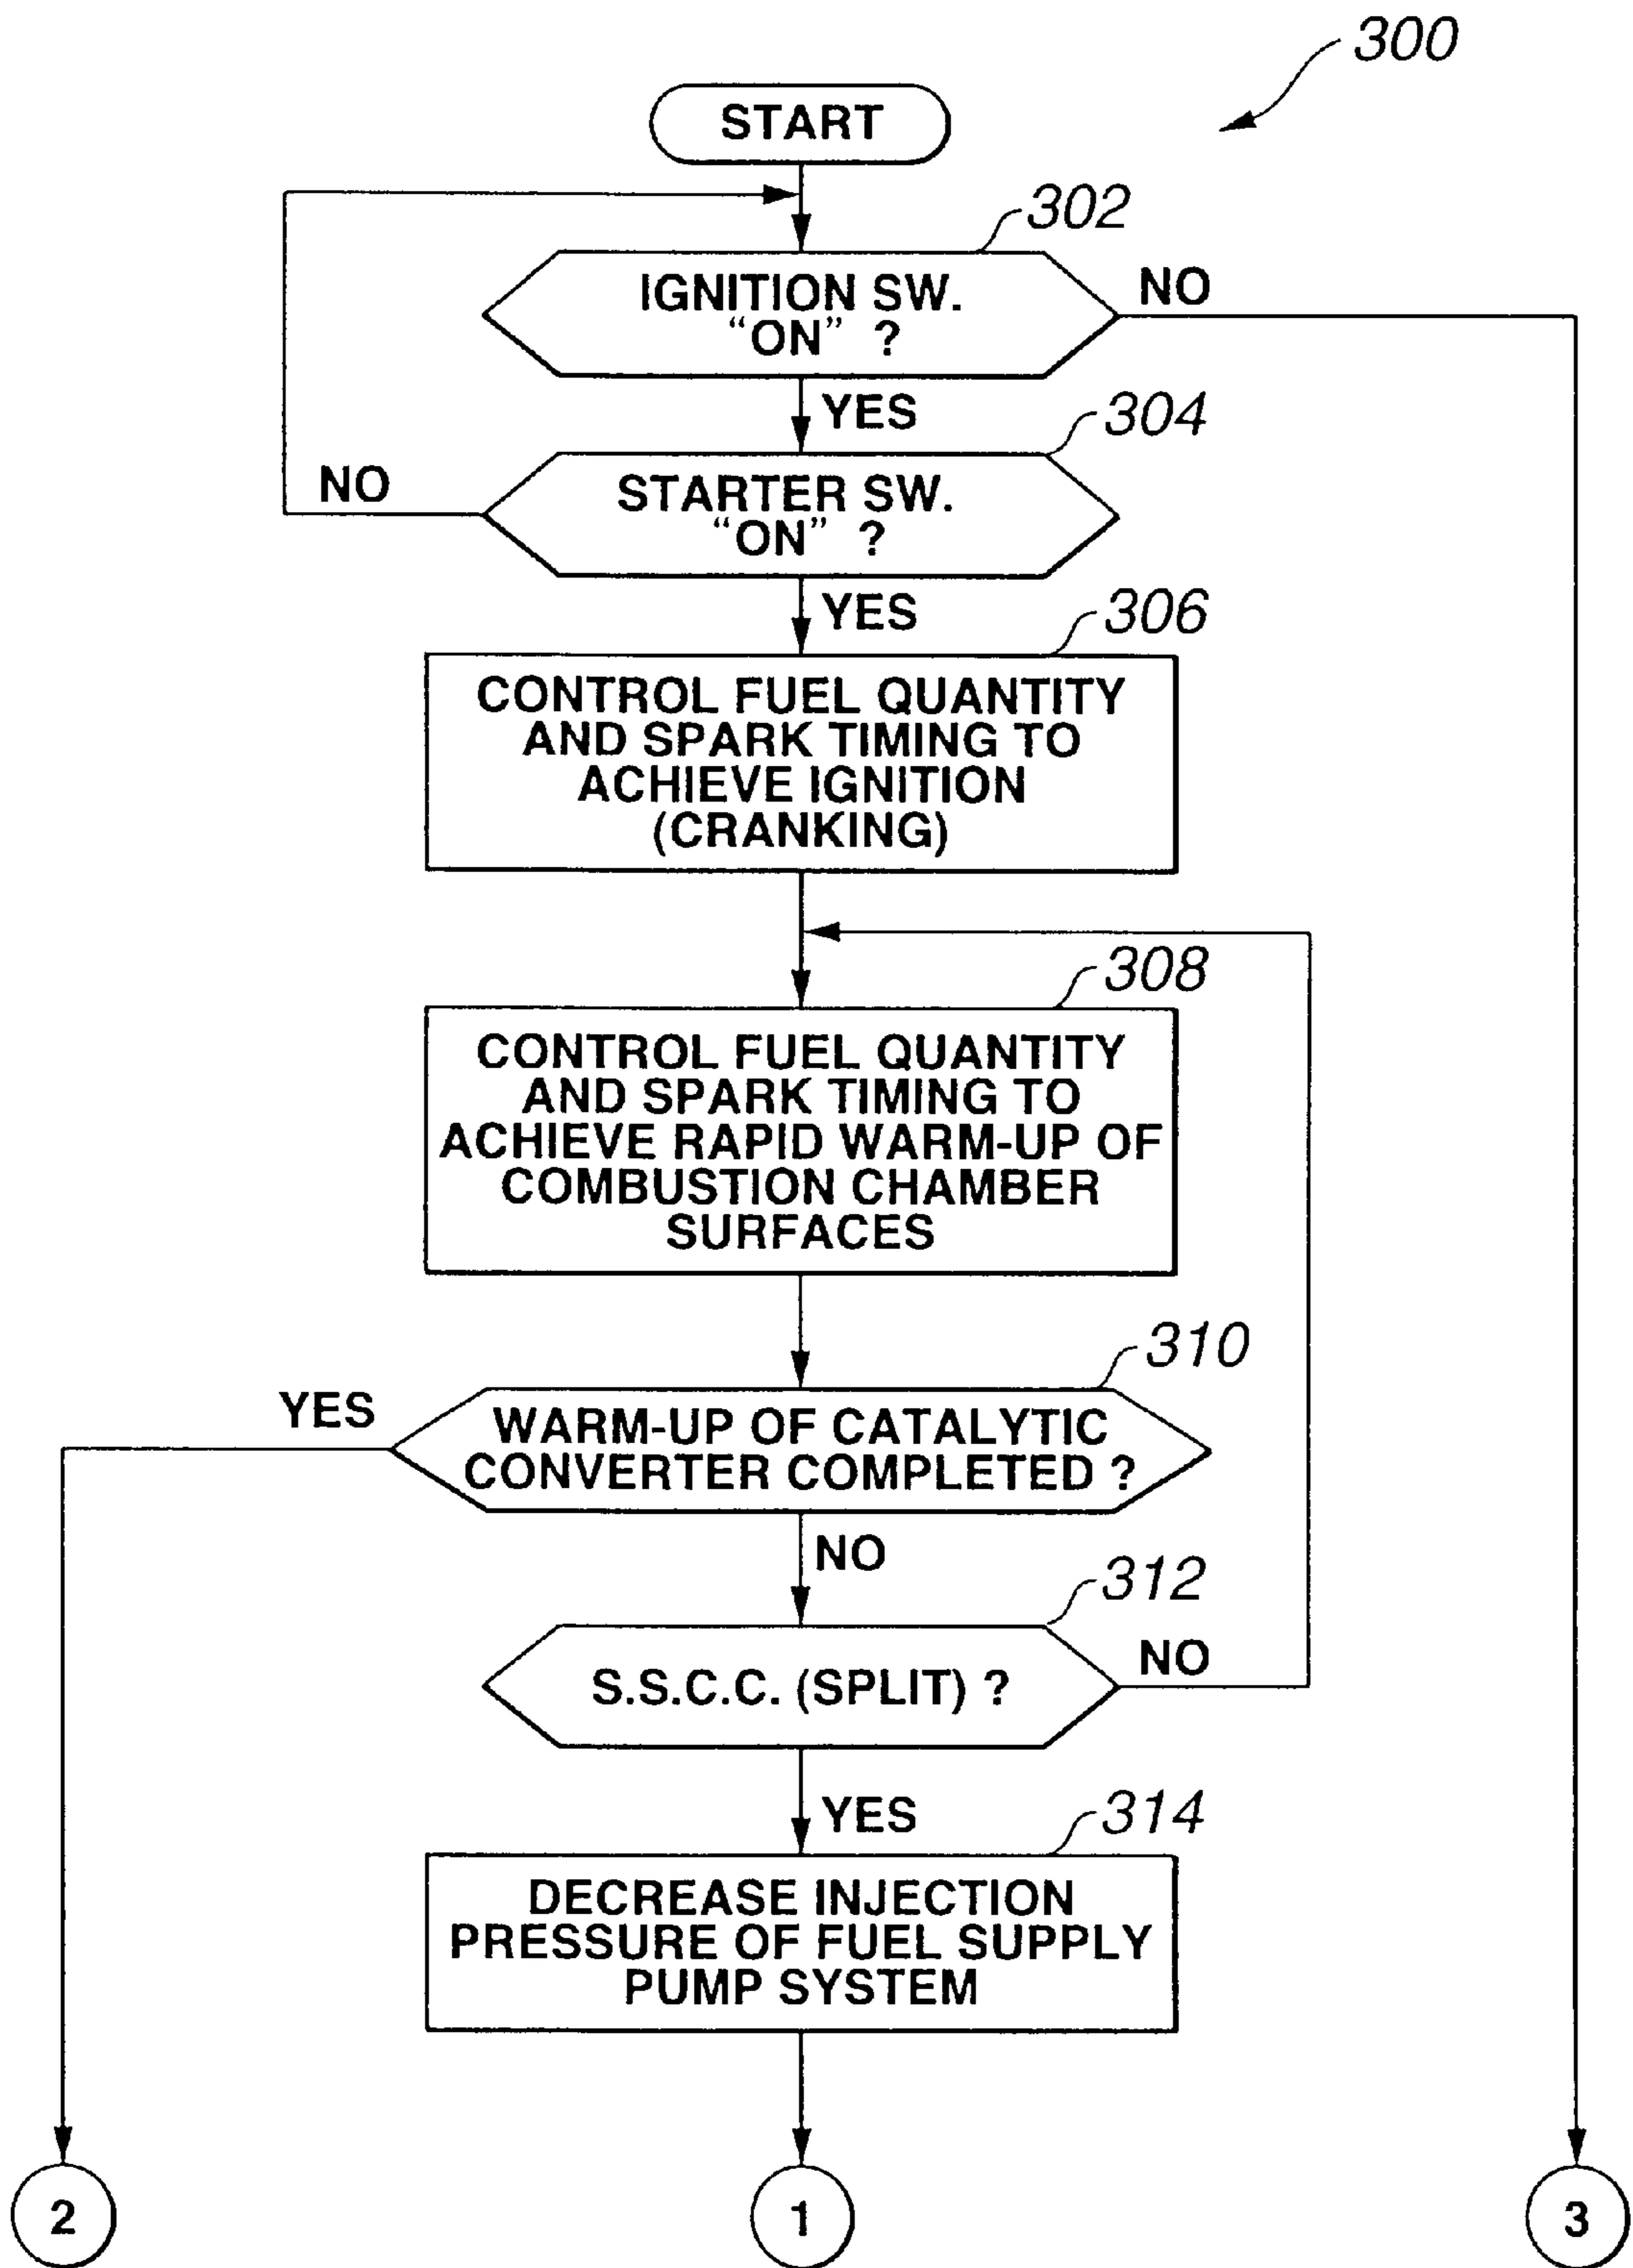 300
START
302
IGNITION SW.
“ON” ?
NO
YES
304
STARTER SW.
“ON” ?
NO
YES
306
CONTROL FUEL QUANTITY
AND SPARK TIMING TO
ACHIEVE IGNITION
(CRANKING)
308
CONTROL FUEL QUANTITY
AND SPARK TIMING TO
ACHIEVE RAPID WARM-UP OF
COMBUSTION CHAMBER
SURFACES
310
YES
WARM-UP OF CATALYTIC
CONVERTER COMPLETED ?
NO
312
S.S.C.C. (SPLIT) ?
NO
YES
314
DECREASE INJECTION
PRESSURE OF FUEL SUPPLY
PUMP SYSTEM
2
1
3